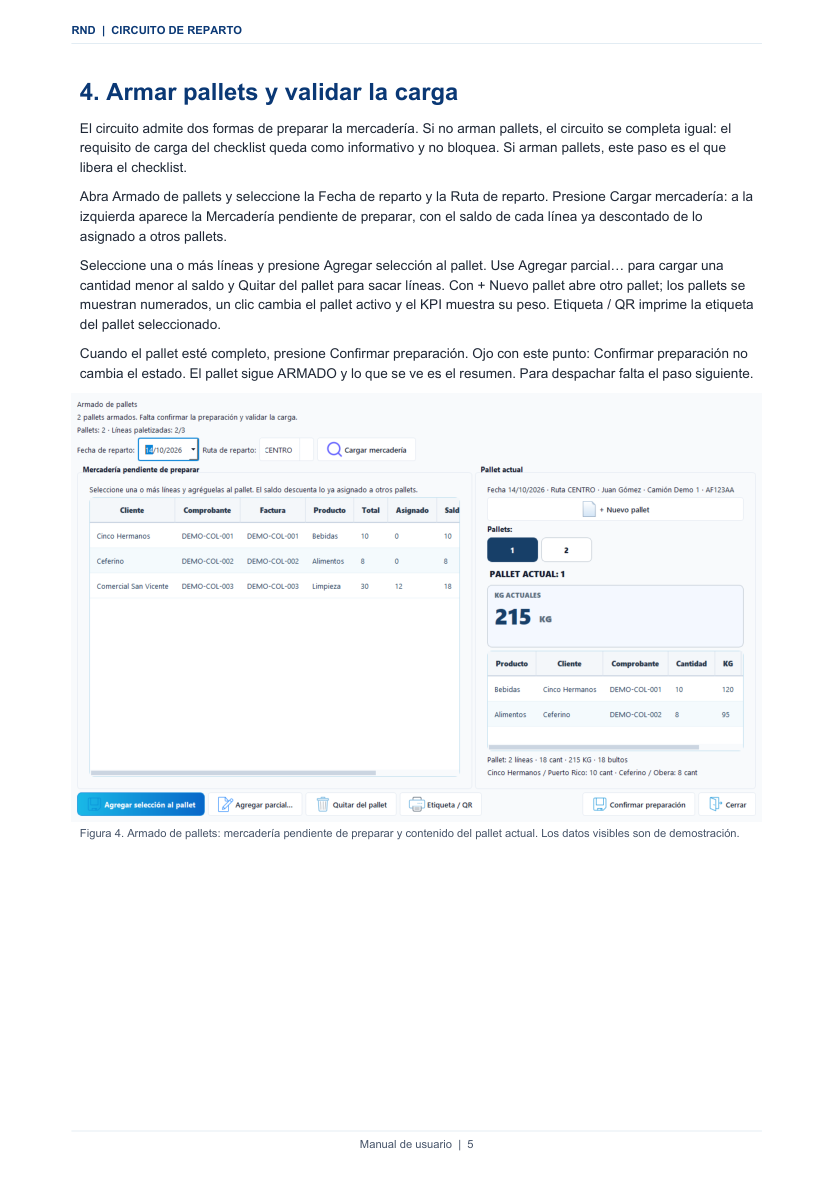 RND | CIRCUITO DE REPARTO
4. Armar pallets y validar la carga
El circuito admite dos formas de preparar la mercadería. Si no arman pallets, el circuito se completa igual: el
requisito de carga del checklist queda como informativo y no bloquea. Si arman pallets, este paso es el que
libera el checklist.
Abra Armado de pallets y seleccione la Fecha de reparto y la Ruta de reparto. Presione Cargar mercadería: a la
izquierda aparece la Mercadería pendiente de preparar, con el saldo de cada línea ya descontado de lo
asignado a otros pallets.
Seleccione una o más líneas y presione Agregar selección al pallet. Use Agregar parcial… para cargar una
cantidad menor al saldo y Quitar del pallet para sacar líneas. Con + Nuevo pallet abre otro pallet; los pallets se
muestran numerados, un clic cambia el pallet activo y el KPI muestra su peso. Etiqueta / QR imprime la etiqueta
del pallet seleccionado.
Cuando el pallet esté completo, presione Confirmar preparación. Ojo con este punto: Confirmar preparación no
cambia el estado. El pallet sigue ARMADO y lo que se ve es el resumen. Para despachar falta el paso siguiente.
Armado de pallets
2 pallets armados. Falta confirmar la preparación y validar la carga.
Pallets: 2 · Líneas paletizadas: 2/3
Fecha de reparto: 14/10/2026 Ruta de reparto: CENTRO Cargar mercadería
Mercadería pendiente de preparar
Seleccione una o más líneas y agréguelas al pallet. El saldo descuenta lo ya asignado a otros pallets.
Cliente Comprobante Factura Producto Total Asignado Sald
Cinco Hermanos DEMO-COL-001 DEMO-COL-001 Bebidas 10 0 10
Ceferino DEMO-COL-002 DEMO-COL-002 Alimentos 8 0 8
Comercial San Vicente DEMO-COL-003 DEMO-COL-003 Limpieza 30 12 18
Pallet actual
Fecha 14/10/2026 · Ruta CENTRO · Juan Gómez · Camión Demo 1 · AF123AA
+ Nuevo pallet
Pallets:
1 2
PALLET ACTUAL: 1
KG ACTUALES
215 KG
Producto Cliente Comprobante Cantidad KG
Bebidas Cinco Hermanos DEMO-COL-001 10 120
Alimentos Ceferino DEMO-COL-002 8 95
Pallet: 2 líneas · 18 cant · 215 KG · 18 bultos
Cinco Hermanos / Puerto Rico: 10 cant · Ceferino / Obera: 8 cant
Agregar selección al pallet Agregar parcial... Quitar del pallet Etiqueta / QR Confirmar preparación Cerrar
Figura 4. Armado de pallets: mercadería pendiente de preparar y contenido del pallet actual. Los datos visibles son de demostración.
Manual de usuario | 5